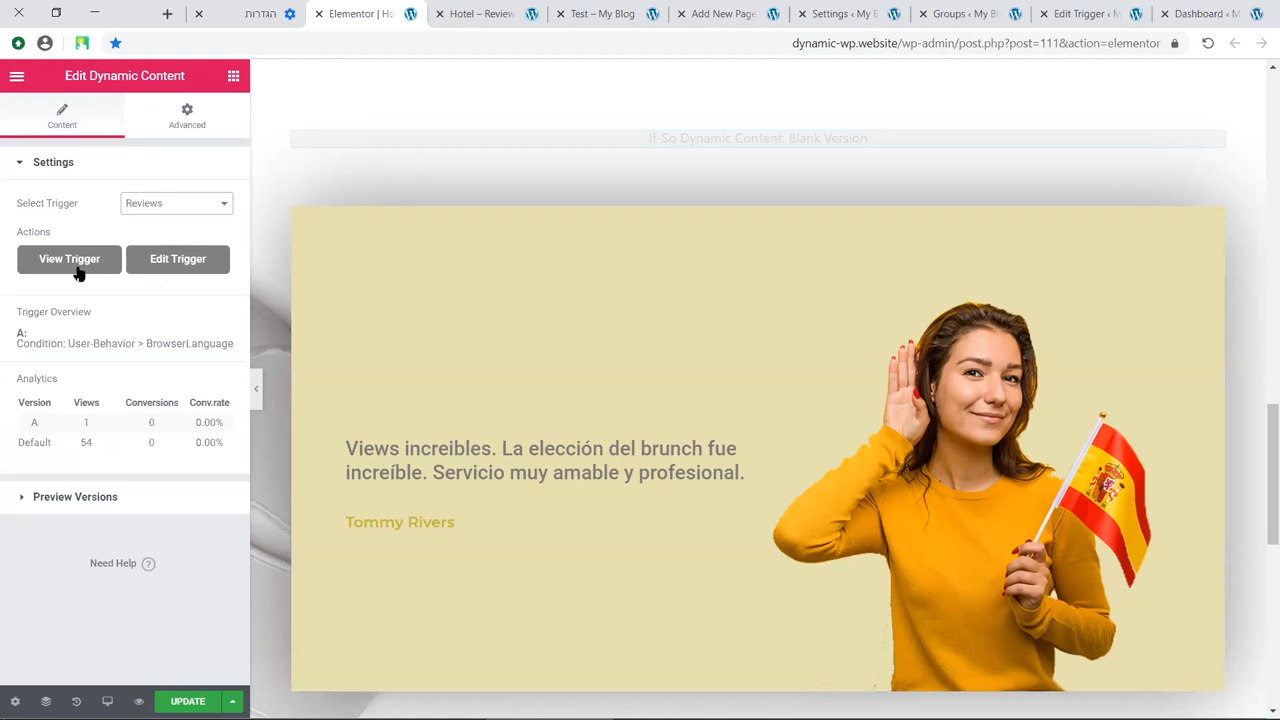 הגדרות
Elementor | Ho
Hotel – Review
Test – My Blog
Add New Page
Settings ‹ My B
Groups ‹ My Bl
Edit Trigger ‹ M
Dashboard ‹ M
dynamic-wp.website/wp-admin/post.php?post=111&action=elementor
Edit Dynamic Content
Content
Advanced
Settings
Select Trigger
Reviews
Actions
View Trigger
Edit Trigger
Trigger Overview
A:
Condition: User-Behavior > BrowserLanguage
Analytics
Version Views Conversions Conv.rate
A 1 0 0.00%
Default 54 0 0.00%
Preview Versions
Need Help ?
UPDATE
If-So Dynamic Content: Blank Version
Views increibles. La elección del brunch fue
increíble. Servicio muy amable y profesional.
Tommy Rivers